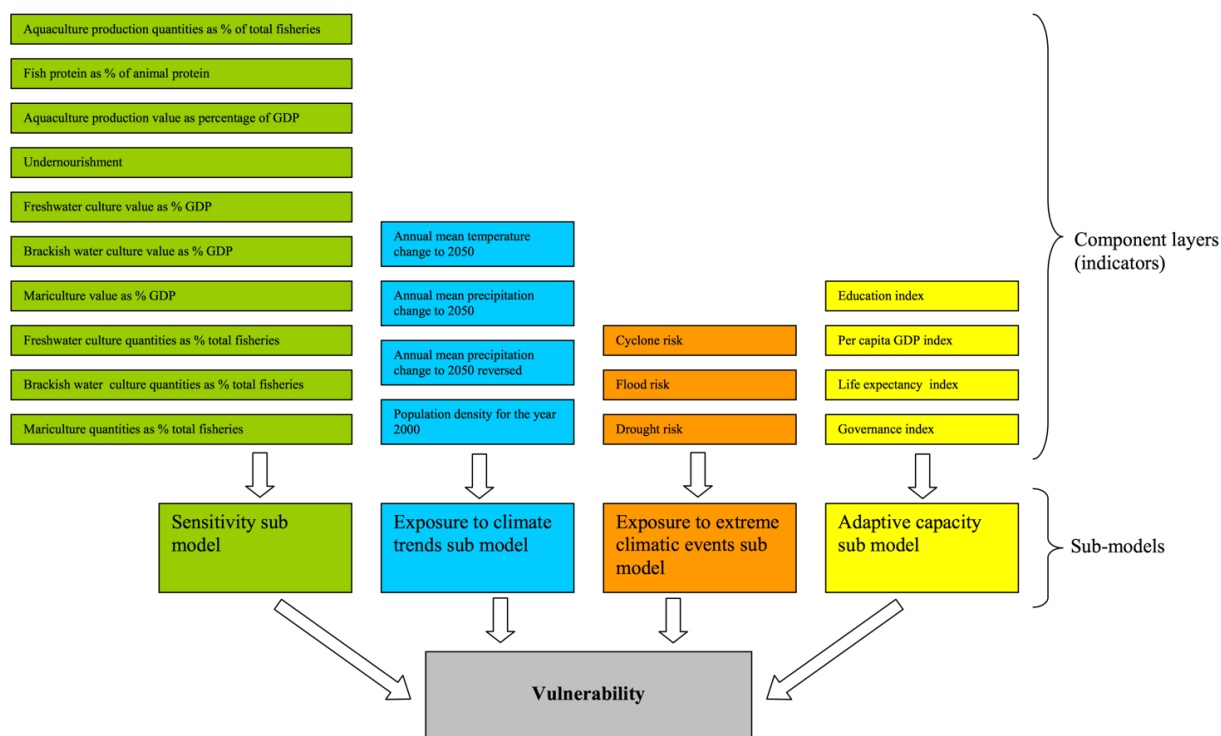 Aquaculture production quantities as % of total fisheries
Fish protein as % of animal protein
Aquaculture production value as percentage of GDP
Undernourishment
Freshwater culture value as % GDP
Brackish water culture value as % GDP
Mariculture value as % GDP
Freshwater culture quantities as % total fisheries
Brackish water culture quantities as % total fisheries
Mariculture quantities as % total fisheries
Annual mean temperature
change to 2050
Annual mean precipitation
change to 2050
Annual mean precipitation
change to 2050 reversed
Population density for the year
2000
Cyclone risk
Flood risk
Drought risk
Education index
Per capita GDP index
Life expectancy index
Governance index
Component layers
(indicators)
Sensitivity sub
model
Exposure to climate
trends sub model
Exposure to extreme
climatic events sub
model
Adaptive capacity
sub model
Sub-models
Vulnerability